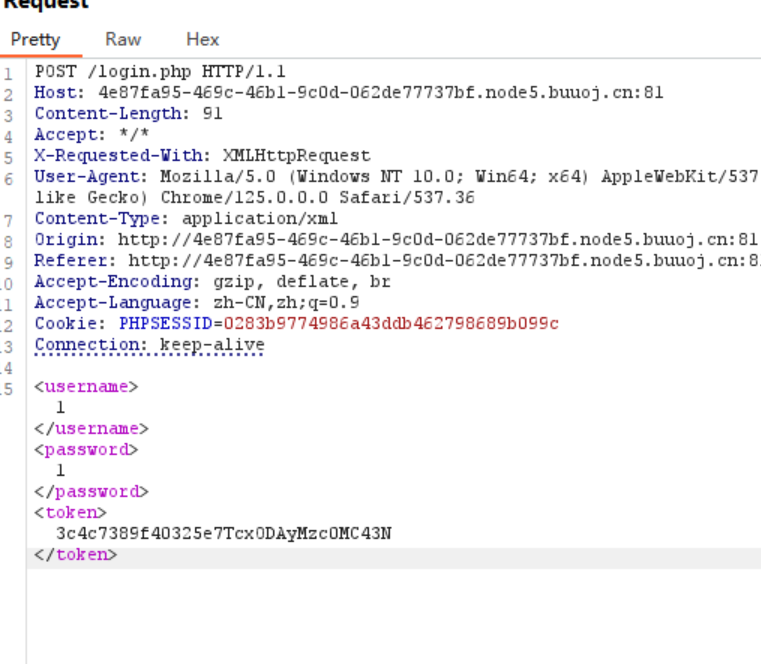 Request
Pretty Raw Hex
1 POST /login.php HTTP/1.1
2 Host: 4e87fa95-469c-46b1-9c0d-062de77737bf.node5.buuoj.cn:81
3 Content-Length: 91
4 Accept: */*
5 X-Requested-With: XMLHttpRequest
6 User-Agent: Mozilla/5.0 (Windows NT 10.0; Win64; x64) AppleWebKit/537
like Gecko) Chrome/125.0.0.0 Safari/537.36
7 Content-Type: application/xml
8 Origin: http://4e87fa95-469c-46b1-9c0d-062de77737bf.node5.buuoj.cn:81
9 Referer: http://4e87fa95-469c-46b1-9c0d-062de77737bf.node5.buuoj.cn:8
10 Accept-Encoding: gzip, deflate, br
11 Accept-Language: zh-CN,zh;q=0.9
12 Cookie: PHPSESSID=0283b9774986a43ddb462798689b099c
13 Connection: keep-alive
14
15 <username>
1
</username>
<password>
1
</password>
<token>
3c4c7389f40325e7Tcx0DAyMzc0MC43N
</token>